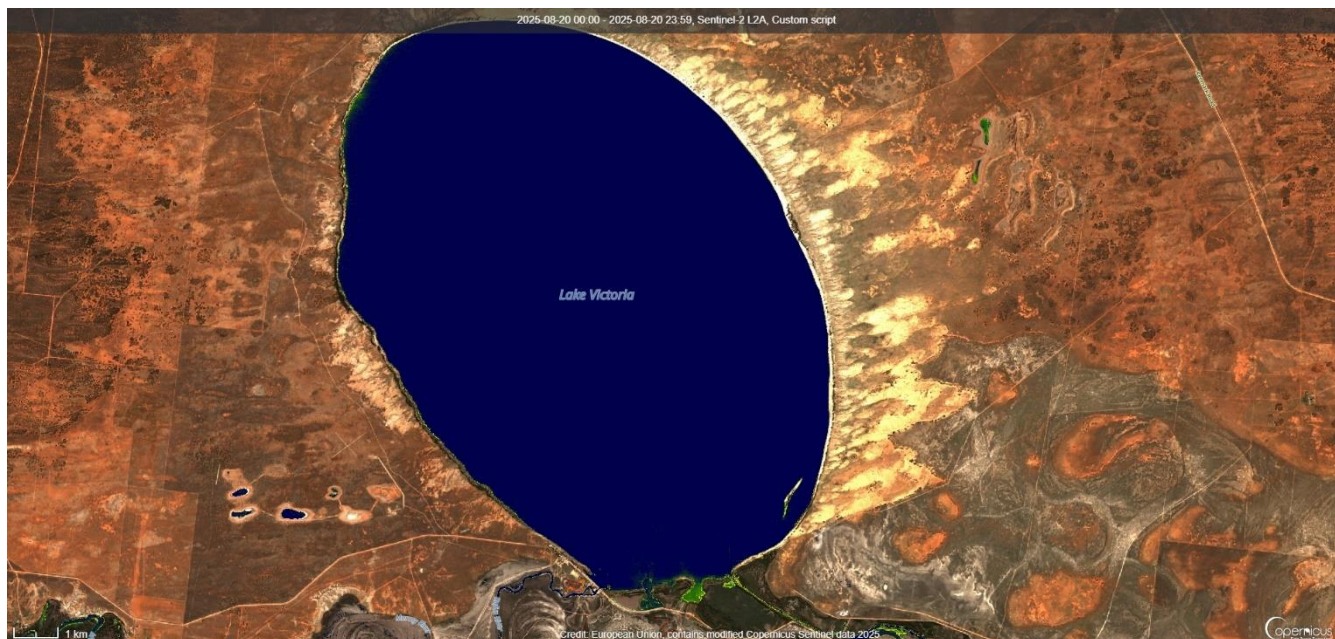 2025-08-20 00:00 - 2025-08-20 23:59, Sentinel-2 L2A, Custom script
Lake Victoria
1 km
Credit: European Union, contains modified Copernicus Sentinel data 2025
opernicus